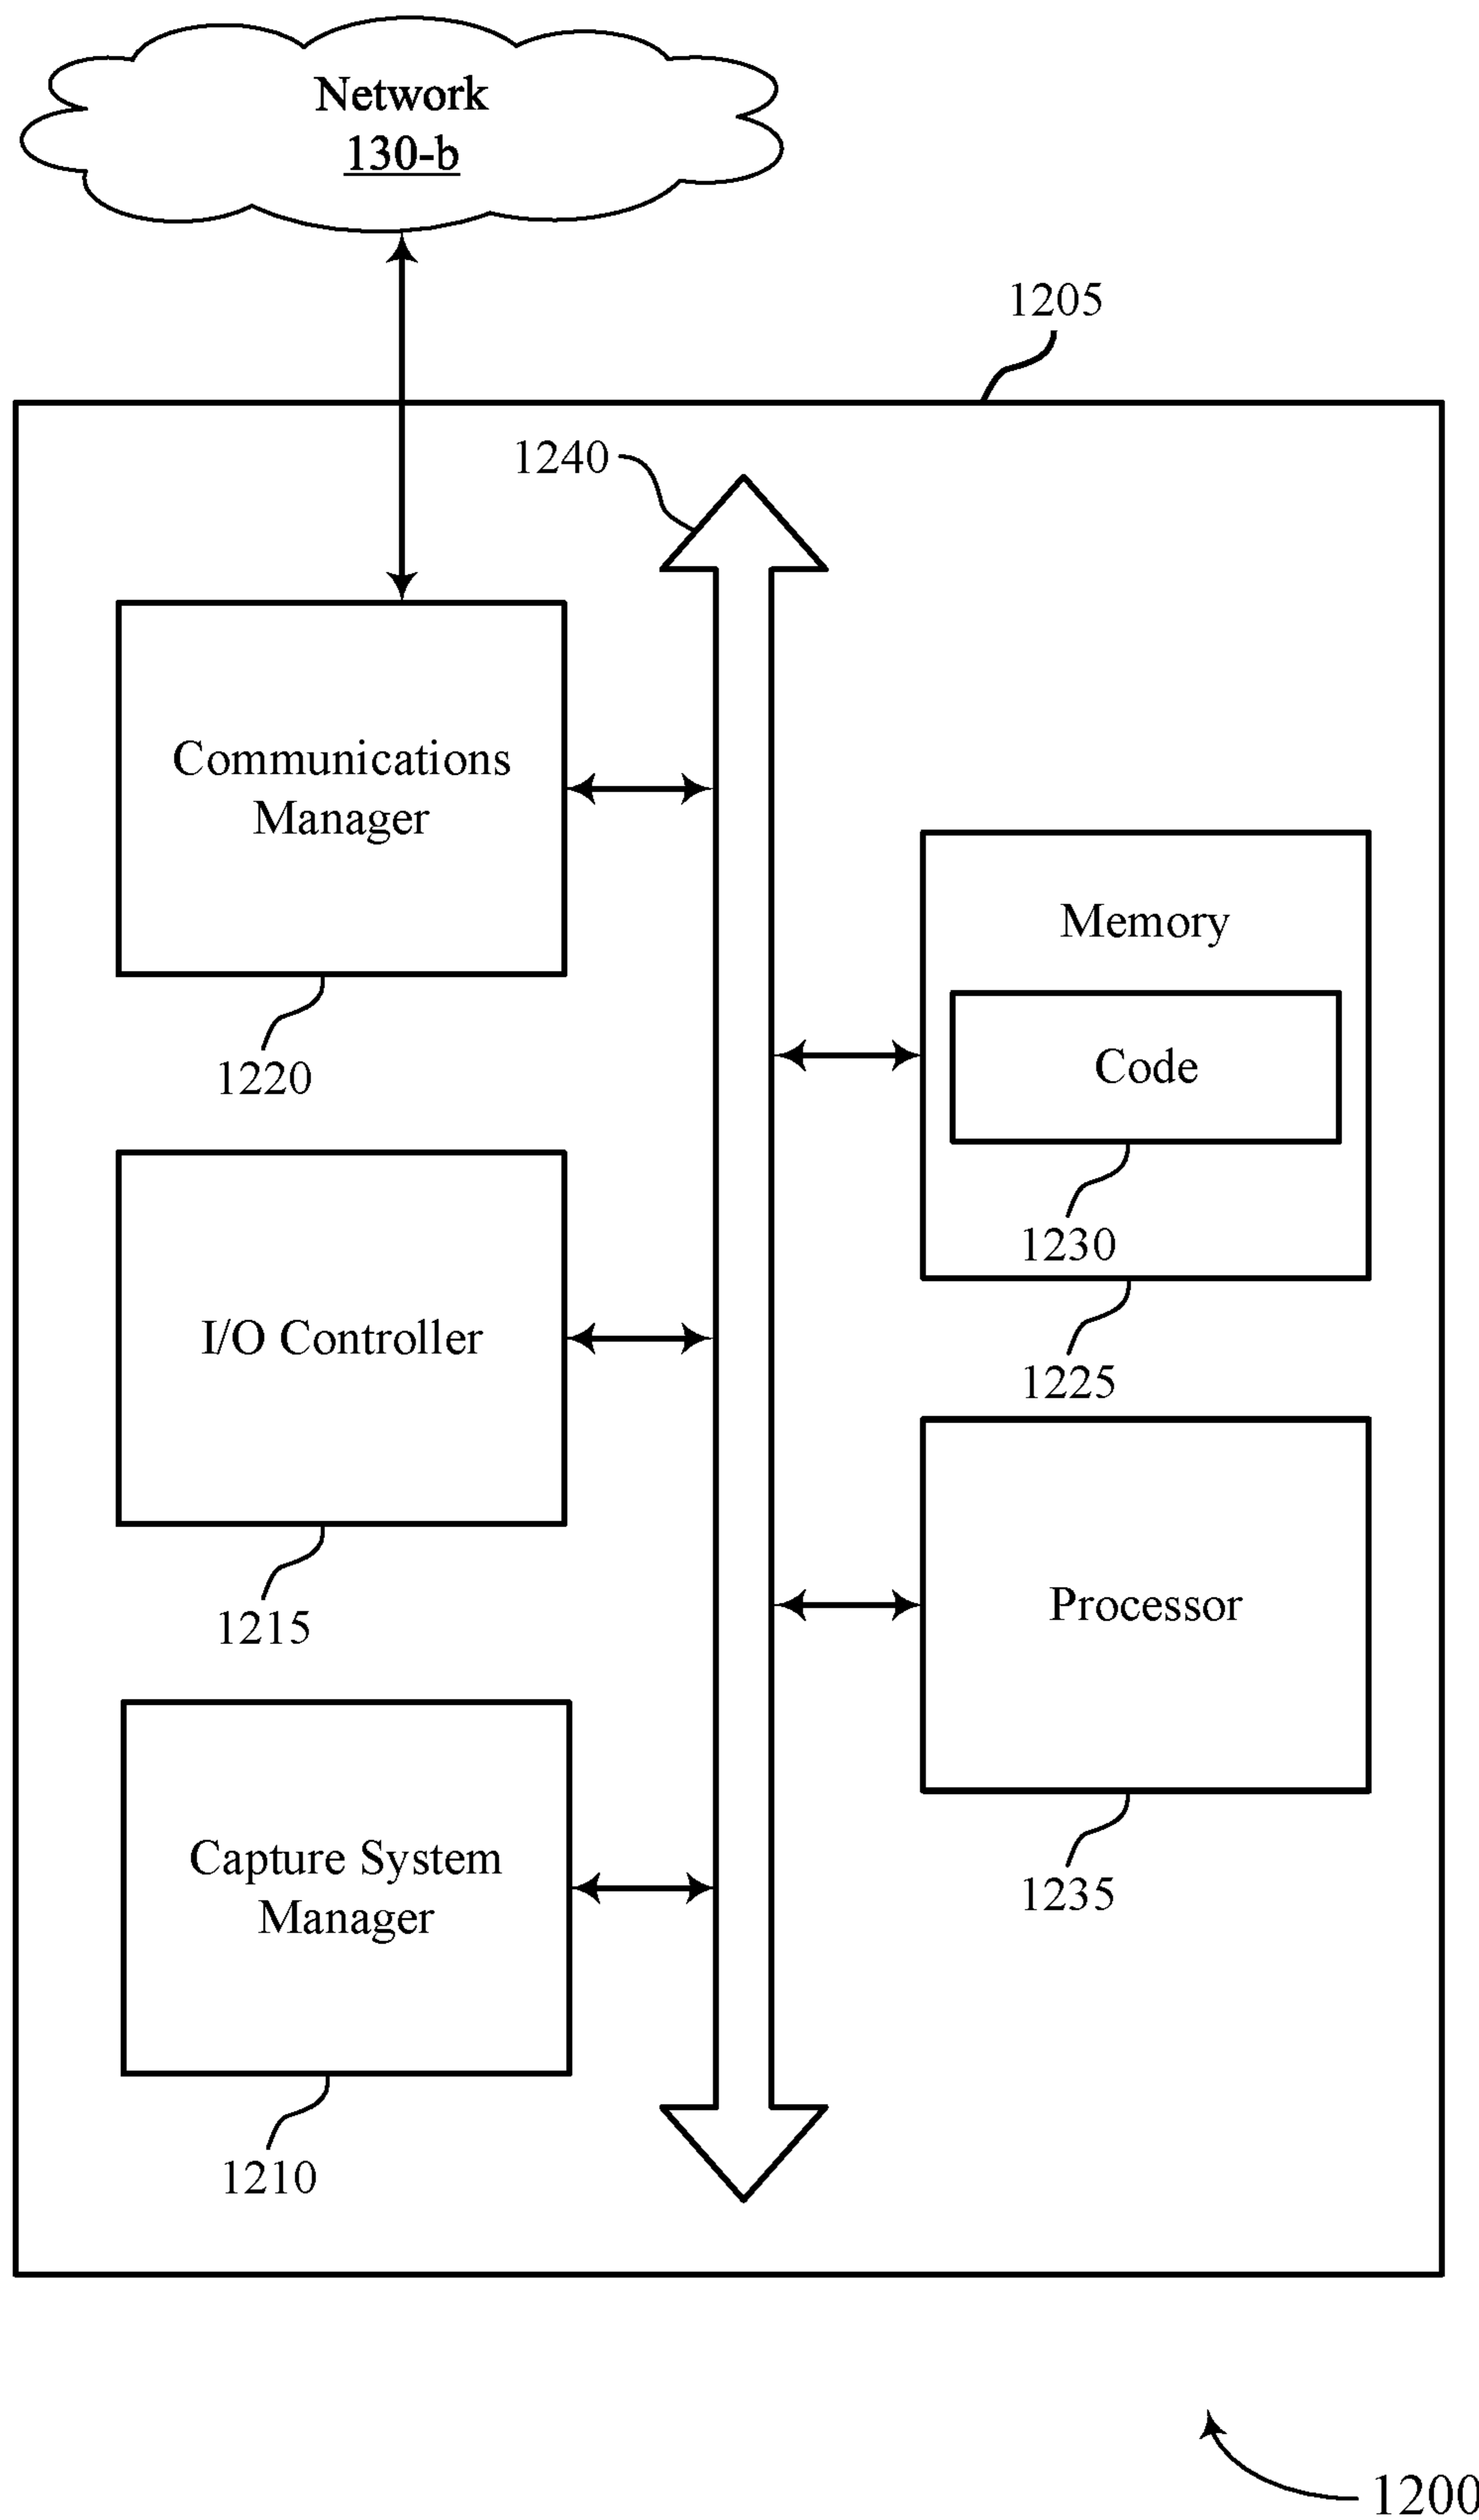 Network
130-b
1205
1240
Communications
Manager
1220
Memory
Code
1230
1225
I/O Controller
1215
Processor
1235
Capture System
Manager
1210
1200